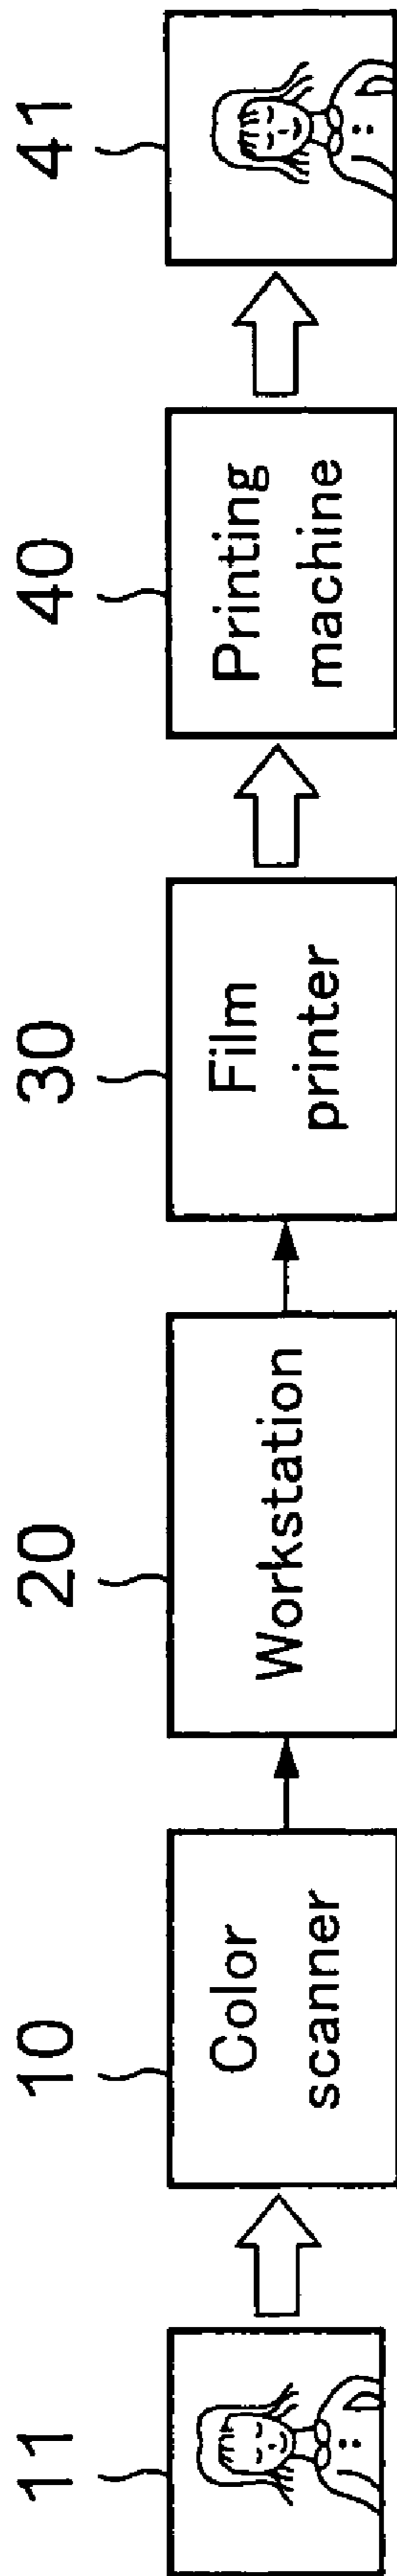 11
10
20
30
40
41
Color
scanner
Workstation
Film
printer
Printing
machine